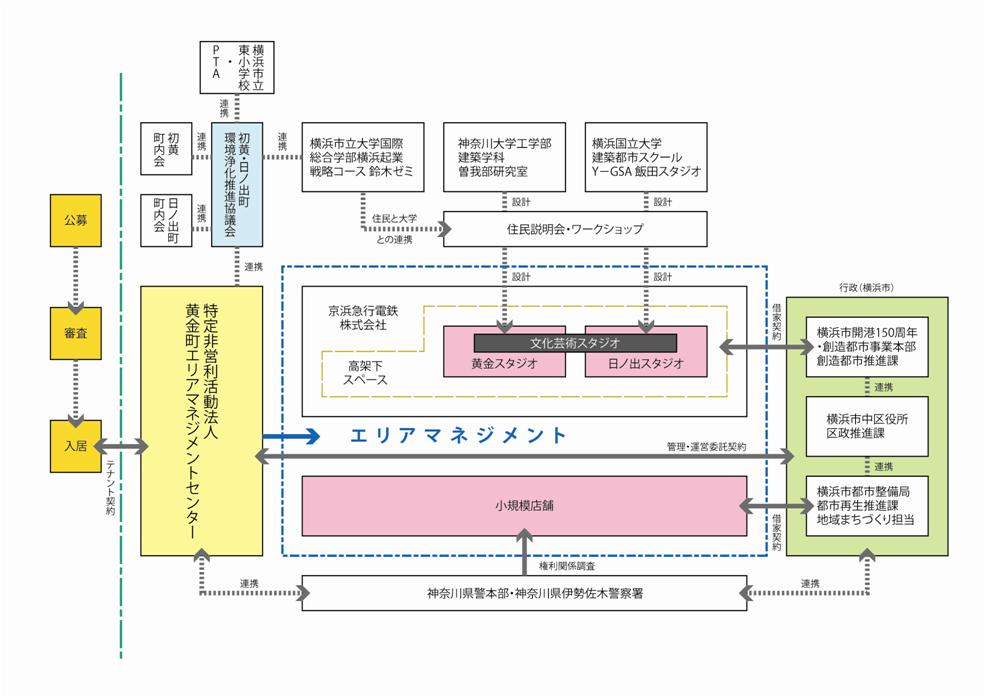 横浜市立
東小学校
・
PTA
連携
初黄
町内会
連携
日ノ出町
町内会
連携
初黄・日ノ出町
環境浄化推進協議会
連携
横浜市立大学国際
総合学部横浜起業
戦略コース 鈴木ゼミ
神奈川大学工学部
建築学科
曽我部研究室
横浜国立大学
建築都市スクール
Y－GSA 飯田スタジオ
設計
設計
住民と大学
との連携
住民説明会・ワークショップ
連携
設計
設計
公募
審査
入居
テナント契約
特定非営利活動法人
黄金町エリアマネジメントセンター
京浜急行電鉄
株式会社
高架下
スペース
文化芸術スタジオ
黄金スタジオ
日ノ出スタジオ
借家契約
行政（横浜市）
横浜市開港150周年
・創造都市事業本部
創造都市推進課
連携
横浜市中区役所
区政推進課
連携
横浜市都市整備局
都市再生推進課
地域まちづくり担当
エリアマネジメント
管理・運営委託契約
小規模店舗
借家契約
権利関係調査
連携
神奈川県警本部・神奈川県伊勢佐木警察署
連携